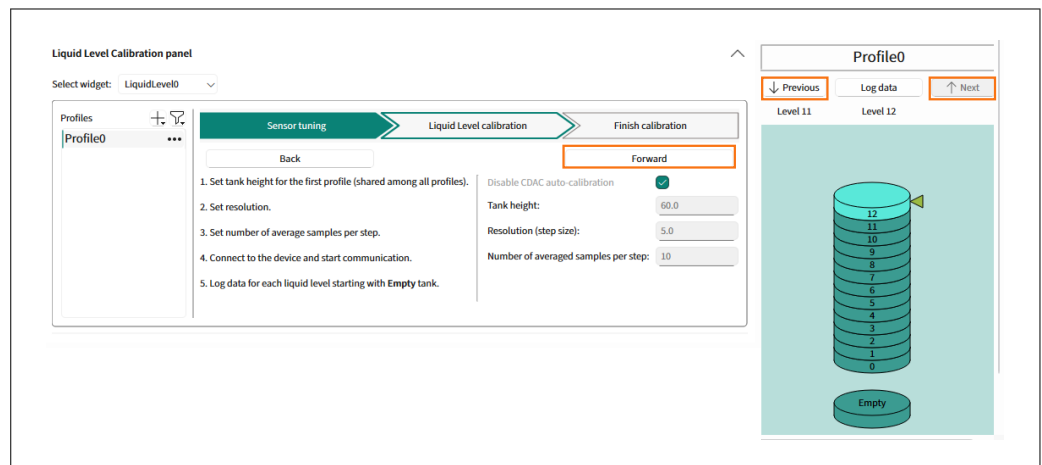 Liquid Level Calibration panel
Select widget: LiquidLevel0
Profiles
Profile0
Sensor tuning
Liquid Level calibration
Finish calibration
Back
Forward
1. Set tank height for the first profile (shared among all profiles).
2. Set resolution.
3. Set number of average samples per step.
4. Connect to the device and start communication.
5. Log data for each liquid level starting with Empty tank.
Disable CDAC auto-calibration
Tank height: 60.0
Resolution (step size): 5.0
Number of averaged samples per step: 10
Profile0
↓ Previous
Log data
↑ Next
Level 11
Level 12
12
11
10
9
8
7
6
5
4
3
2
1
0
Empty